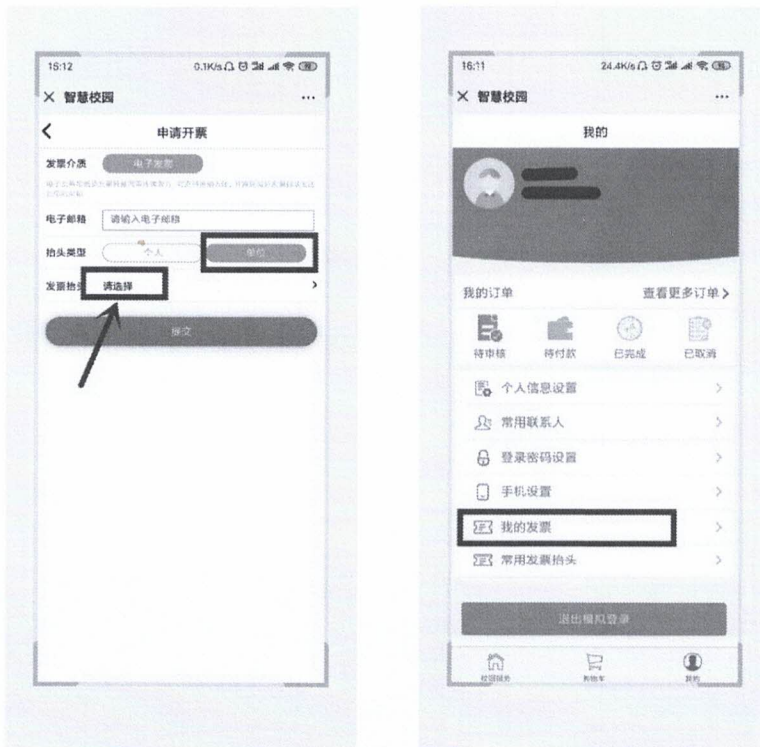 15:12
0.1K/s
× 智慧校园
...
申请开票
发票介质
电子发票
电子邮箱
请输入电子邮箱
抬头类型
个人
单位
发票抬头
请选择
提交
16:11
24.4K/s
× 智慧校园
...
我的
我的订单
查看更多订单
待审核
待付款
已完成
已取消
个人信息设置
常用联系人
登录密码设置
手机设置
我的发票
常用发票抬头
退出模拟登录
校园服务
购物车
我的